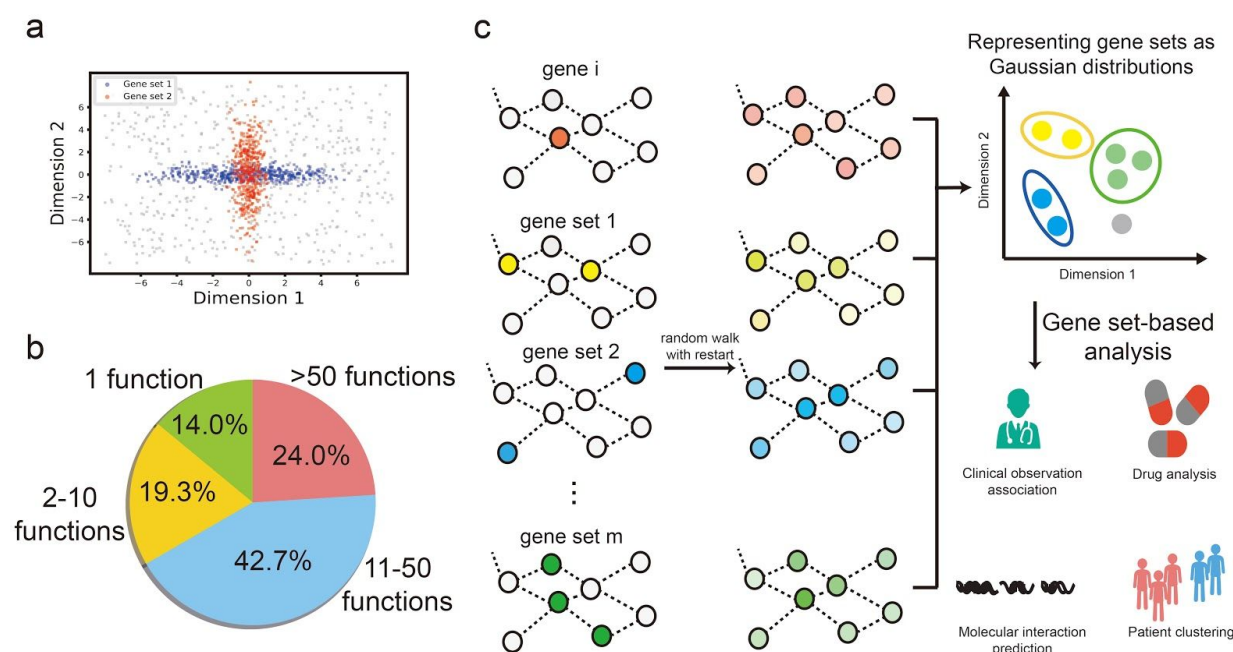 a
Gene set 1
Gene set 2
6
4
2
0
−2
−4
−6
Dimension 2
−6
−4
−2
0
2
4
6
Dimension 1
b
1 function
>50 functions
14.0%
24.0%
19.3%
2-10
functions
42.7%
11-50
functions
c
gene i
gene set 1
gene set 2
random walk
with restart
⋮
gene set m
Representing gene sets as
Gaussian distributions
Dimension 2
Dimension 1
Gene set-based
analysis
Clinical observation
association
Drug analysis
Molecular interaction
prediction
Patient clustering